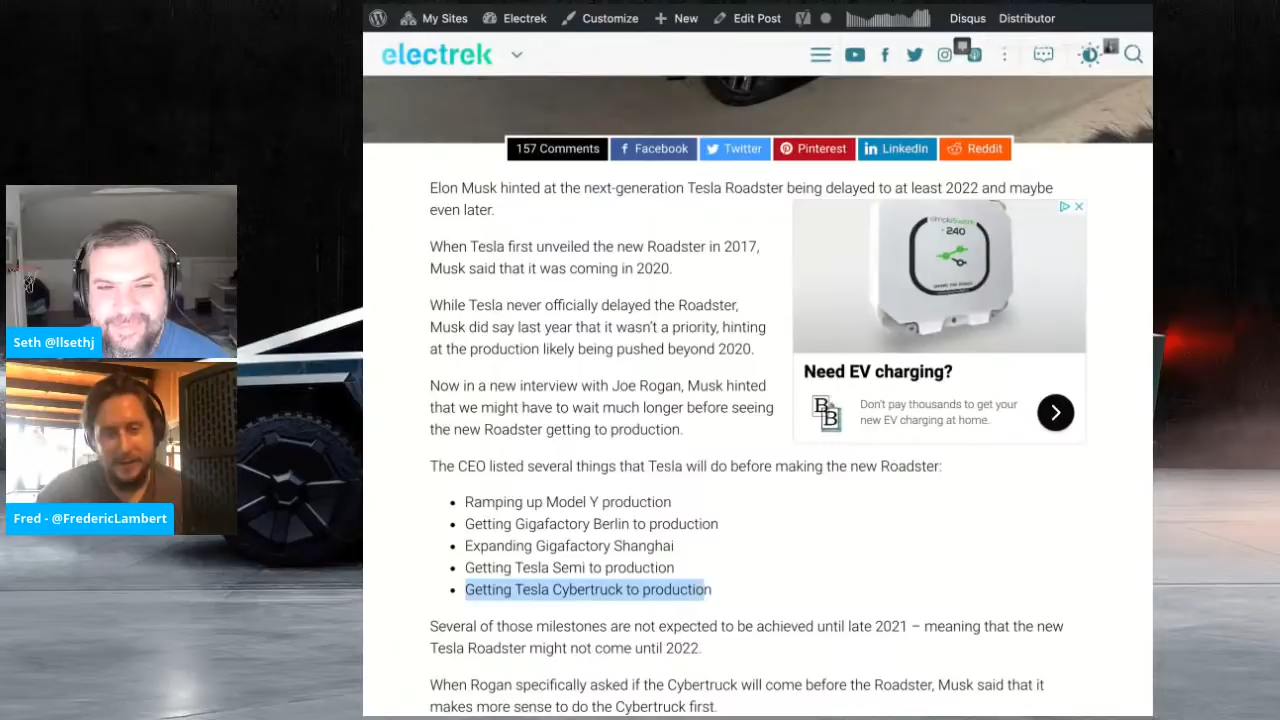 My Sites Electrek Customize + New Edit Post Disqus Distributor
electrek
157 Comments Facebook Twitter Pinterest LinkedIn Reddit
Elon Musk hinted at the next-generation Tesla Roadster being delayed to at least 2022 and maybe
even later.
When Tesla first unveiled the new Roadster in 2017,
Musk said that it was coming in 2020.
While Tesla never officially delayed the Roadster,
Musk did say last year that it wasn't a priority, hinting
at the production likely being pushed beyond 2020.
Now in a new interview with Joe Rogan, Musk hinted
that we might have to wait much longer before seeing
the new Roadster getting to production.
240
Need EV charging?
BB
Don't pay thousands to get your
new EV charging at home.
The CEO listed several things that Tesla will do before making the new Roadster:
• Ramping up Model Y production
• Getting Gigafactory Berlin to production
• Expanding Gigafactory Shanghai
• Getting Tesla Semi to production
• Getting Tesla Cybertruck to production
Several of those milestones are not expected to be achieved until late 2021 – meaning that the new
Tesla Roadster might not come until 2022.
When Rogan specifically asked if the Cybertruck will come before the Roadster, Musk said that it
makes more sense to do the Cybertruck first.
Seth @llsethj
Fred - @FredericLambert